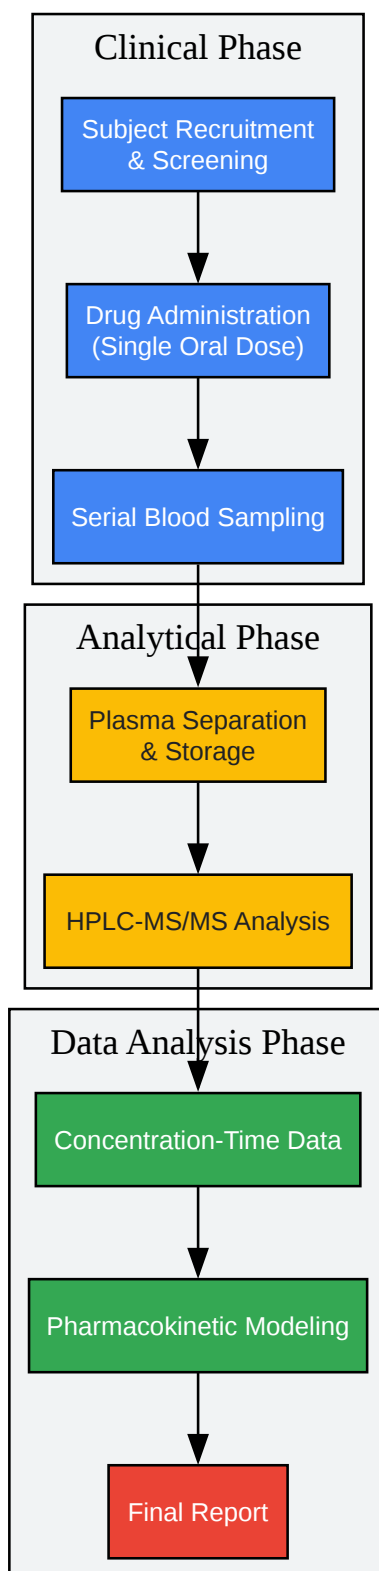 Clinical Phase
Subject Recruitment
& Screening
Drug Administration
(Single Oral Dose)
Serial Blood Sampling
Analytical Phase
Plasma Separation
& Storage
HPLC-MS/MS Analysis
Data Analysis Phase
Concentration-Time Data
Pharmacokinetic Modeling
Final Report